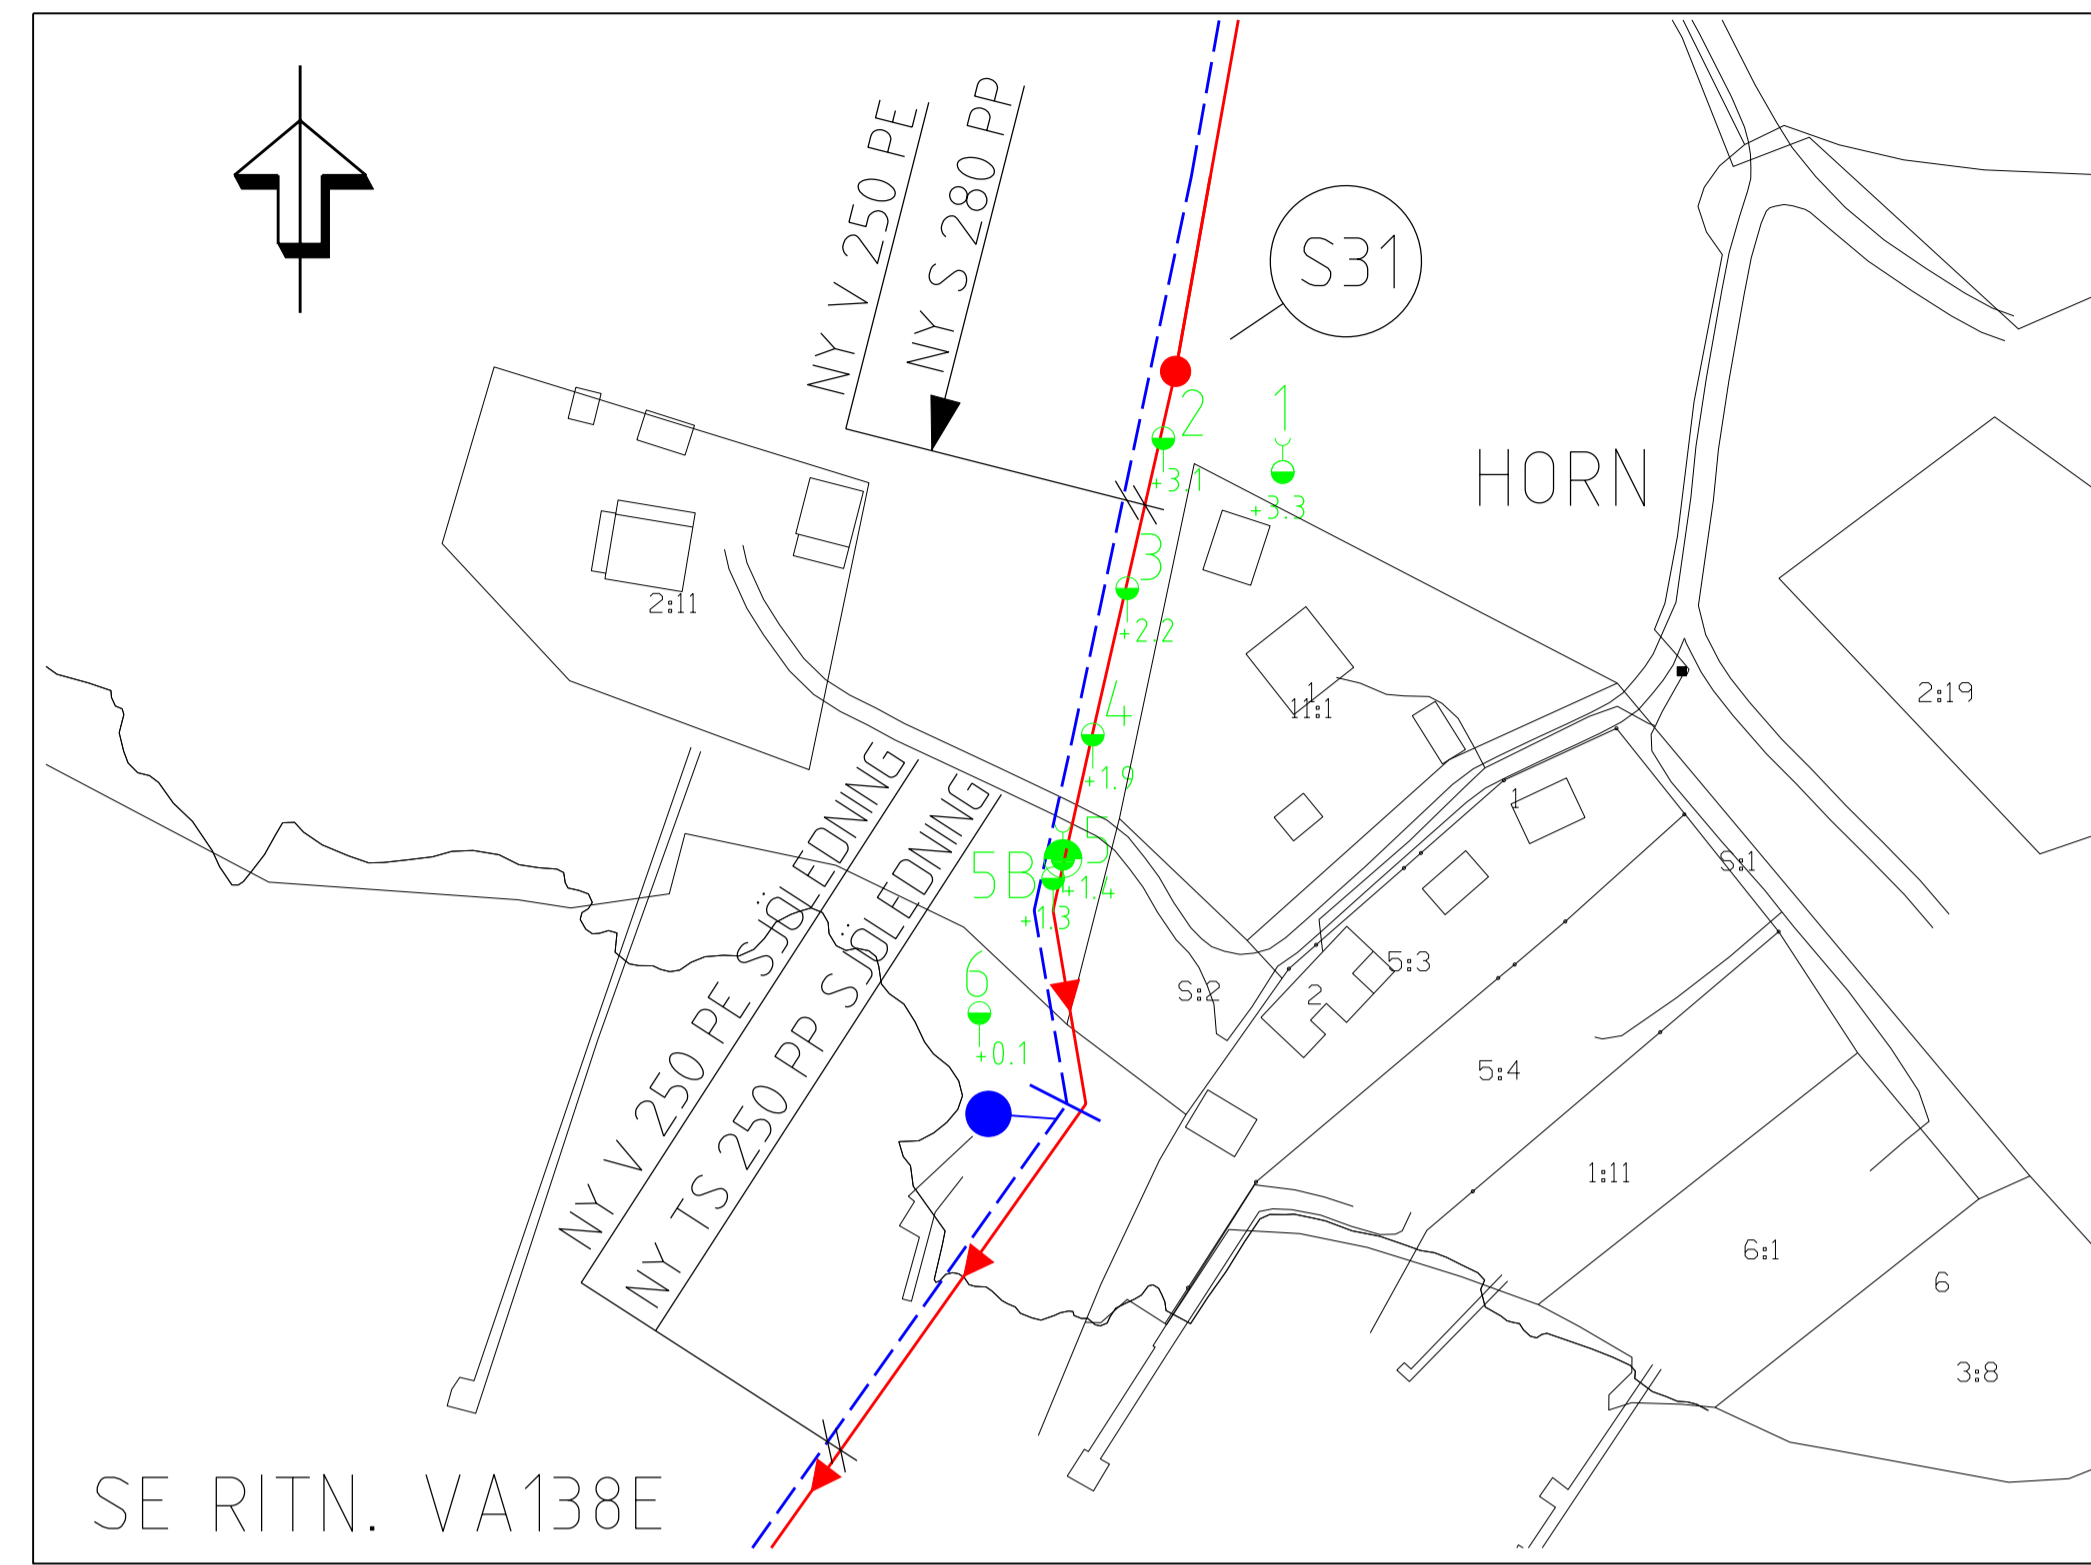 NY V 250 PE
NY S 280 PP
S31
HORN
2
+3.1
1
+3.3
3
+2.2
2:11
4
+1.9
1
11:1
2:19
1
5
5B
+1.4
+1.3
S:1
6
+0.1
5:3
S:2
2
NY V 250 PE SJÖLEDNING
NY TS 250 PP SJÖLEDNING
5:4
1:11
6:1
6
3:8
SE RITN. VA138E